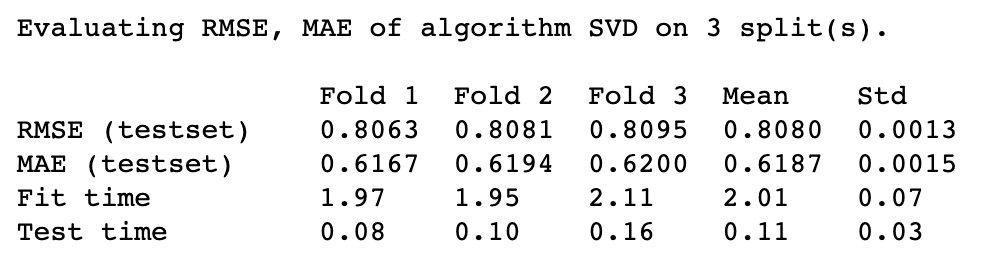 Evaluating RMSE, MAE of algorithm SVD on 3 split(s).
Fold 1 Fold 2 Fold 3 Mean Std
RMSE (testset) 0.8063 0.8081 0.8095 0.8080 0.0013
MAE (testset) 0.6167 0.6194 0.6200 0.6187 0.0015
Fit time 1.97 1.95 2.11 2.01 0.07
Test time 0.08 0.10 0.16 0.11 0.03